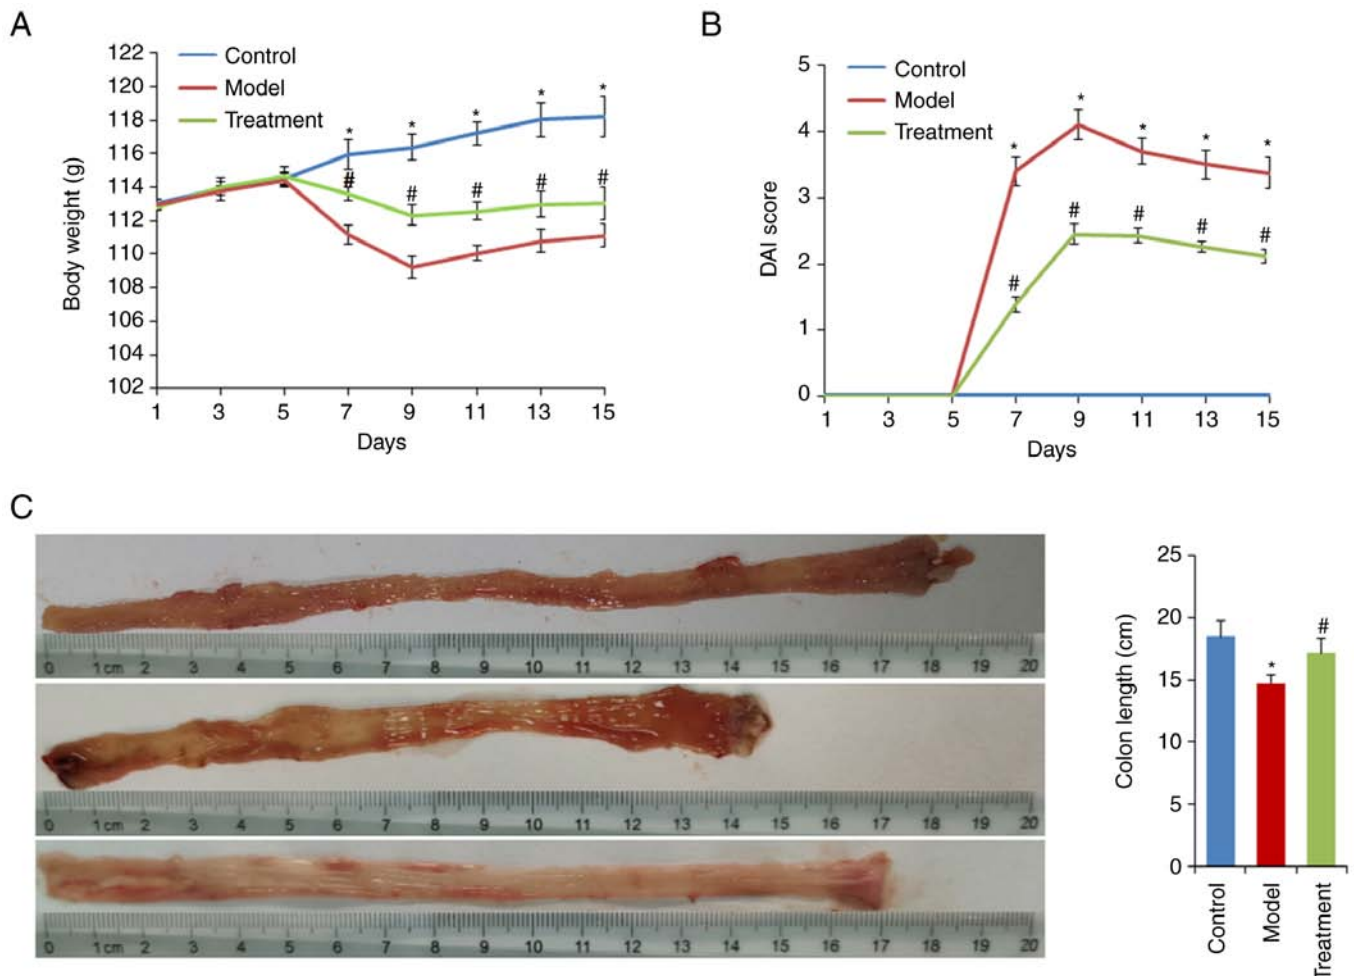 A
122
120
118
116
114
112
110
108
106
104
102
Body weight (g)
Control
Model
Treatment
* * * * *
# # # # #
1 3 5 7 9 11 13 15
Days
B
5
4
3
2
1
0
DAI score
Control
Model
Treatment
* * * * *
# # # # #
1 3 5 7 9 11 13 15
Days
C
0 1 cm 2 3 4 5 6 7 8 9 10 11 12 13 14 15 16 17 18 19 20
0 1 cm 2 3 4 5 6 7 8 9 10 11 12 13 14 15 16 17 18 19 20
0 1 cm 2 3 4 5 6 7 8 9 10 11 12 13 14 15 16 17 18 19 20
25
20
15
10
5
0
Colon length (cm)
*
#
Control
Model
Treatment